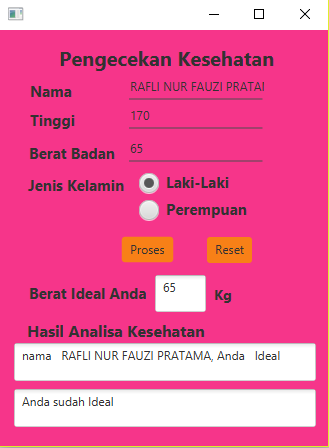 Pengecekan Kesehatan
Nama RAFLI NUR FAUZI PRATA
Tinggi 170
Berat Badan 65
Jenis Kelamin Laki-Laki
Perempuan
Proses Reset
Berat Ideal Anda 65 Kg
Hasil Analisa Kesehatan
nama RAFLI NUR FAUZI PRATAMA, Anda Ideal
Anda sudah Ideal